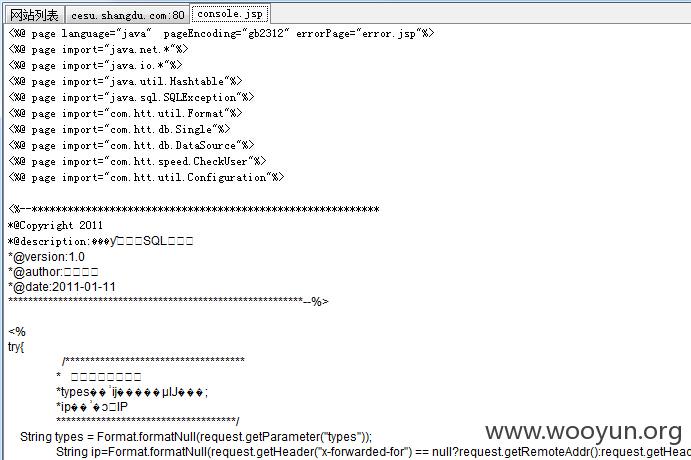 网站列表 cesu.shangdu.com:80 console.jsp
<%@ page language="java" pageEncoding="gb2312" errorPage="error.jsp"%>
<%@ page import="java.net.*"%>
<%@ page import="java.io.*"%>
<%@ page import="java.util.Hashtable"%>
<%@ page import="java.sql.SQLException"%>
<%@ page import="com.htt.util.Format"%>
<%@ page import="com.htt.db.Single"%>
<%@ page import="com.htt.db.DataSource"%>
<%@ page import="com.htt.speed.CheckUser"%>
<%@ page import="com.htt.util.Configuration"%>
<%--**********************************************************
*@Copyright 2011
*@description: SQL
*@version:1.0
*@author:
*@date:2011-01-11
***********************************************************--%>
<%
try{
/************************************
*
*types ;
*ip IP
************************************/
String types = Format.formatNull(request.getParameter("types"));
String ip=Format.formatNull(request.getHeader("x-forwarded-for") == null?request.getRemoteAddr():request.getHead
www.wooyun.org